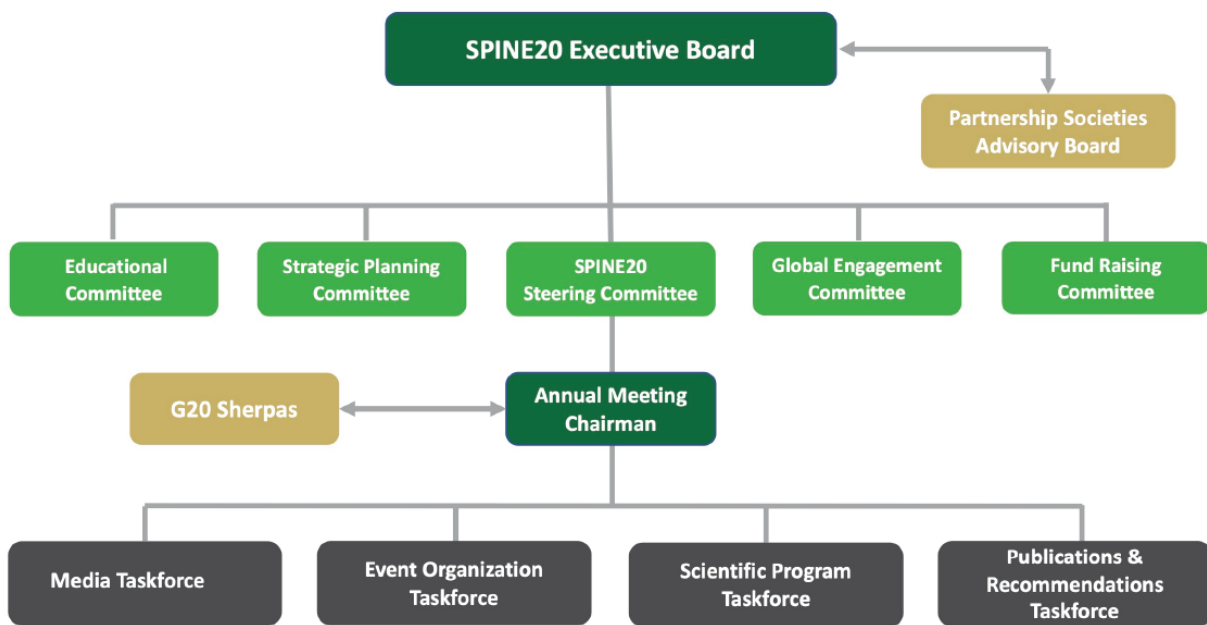 SPINE20 Executive Board
Partnership Societies
Advisory Board
Educational
Committee
Strategic Planning
Committee
SPINE20
Steering Committee
Global Engagement
Committee
Fund Raising
Committee
G20 Sherpas
Annual Meeting
Chairman
Media Taskforce
Event Organization
Taskforce
Scientific Program
Taskforce
Publications &
Recommendations
Taskforce